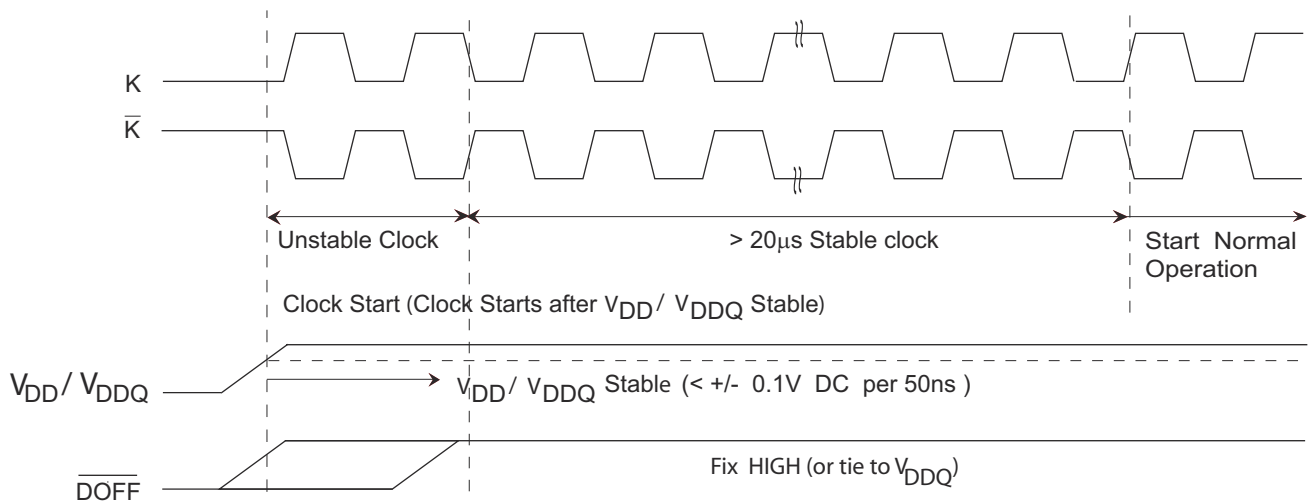 K
K̅
Unstable Clock
> 20μs Stable clock
Start Normal
Operation
Clock Start (Clock Starts after VDD / VDDQ Stable)
VDD / VDDQ
VDD / VDDQ Stable (< +/- 0.1V DC per 50ns )
Fix HIGH (or tie to VDDQ)
D̅O̅F̅F̅